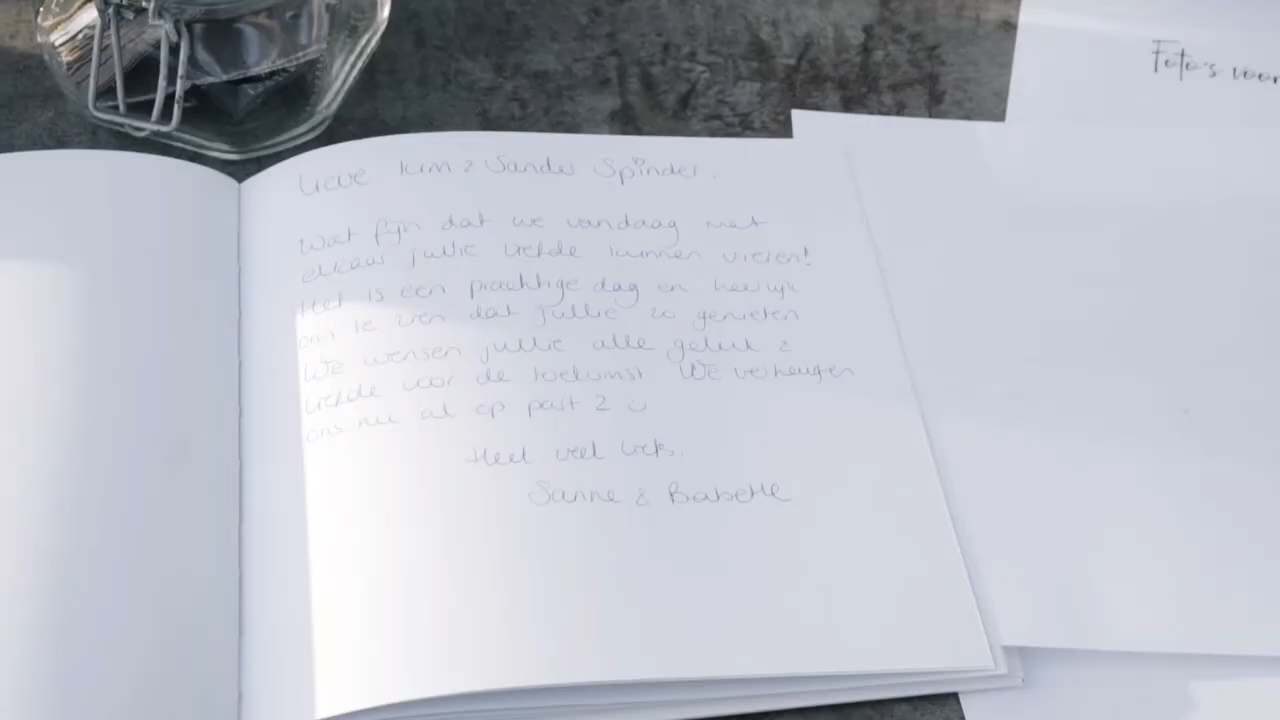 Foto's voor
Lieve Kim & Sander Spinder.
Wat fijn dat we vandaag met
elkaar jullie liefde kunnen vieren!
Het is een prachtige dag en heerlijk
om te zien dat jullie zo genieten
We wensen jullie alle geluk &
liefde voor de toekomst We verheugen
ons nu al op part 2 ☺
Heel veel liefs.
Sanne & Babette